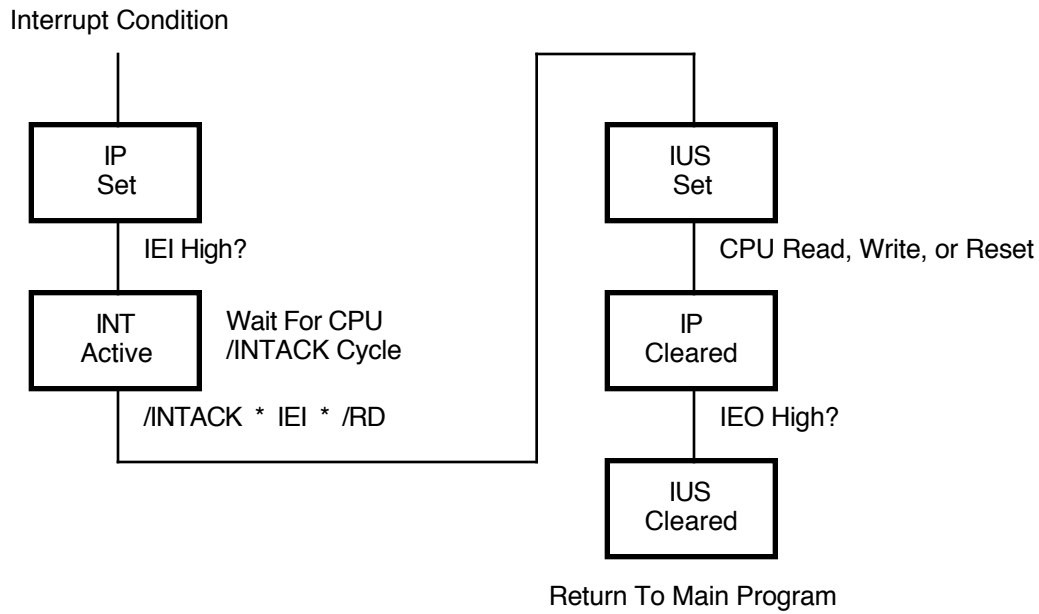 Interrupt Condition
IP
Set
IEI High?
INT
Active
Wait For CPU
/INTACK Cycle
/INTACK * IEI * /RD
IUS
Set
CPU Read, Write, or Reset
IP
Cleared
IEO High?
IUS
Cleared
Return To Main Program